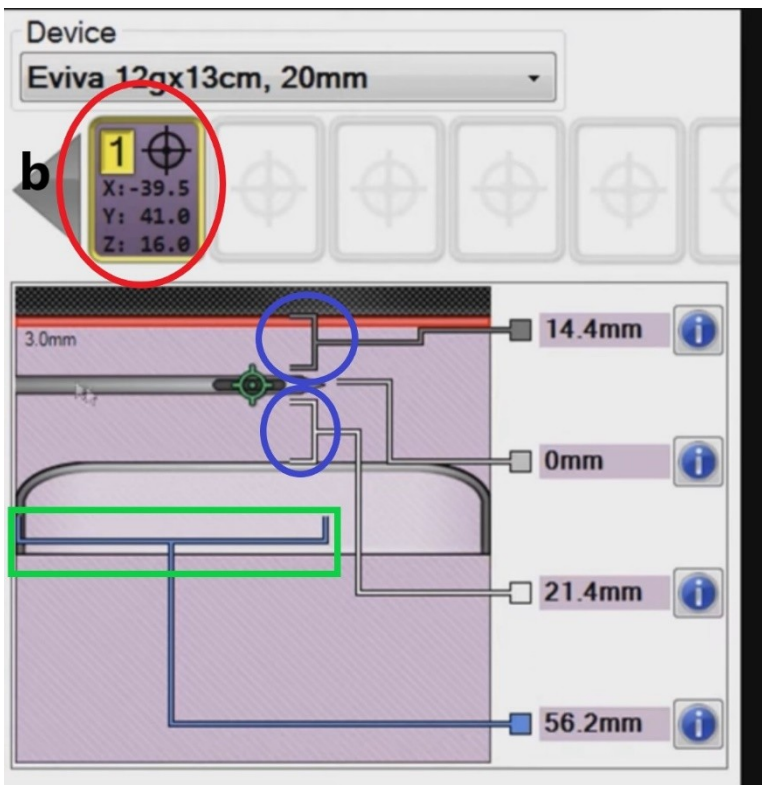 Device
Eviva 12gx13cm, 20mm
b
1
X:-39.5
Y: 41.0
Z: 16.0
3.0mm
14.4mm
0mm
21.4mm
56.2mm